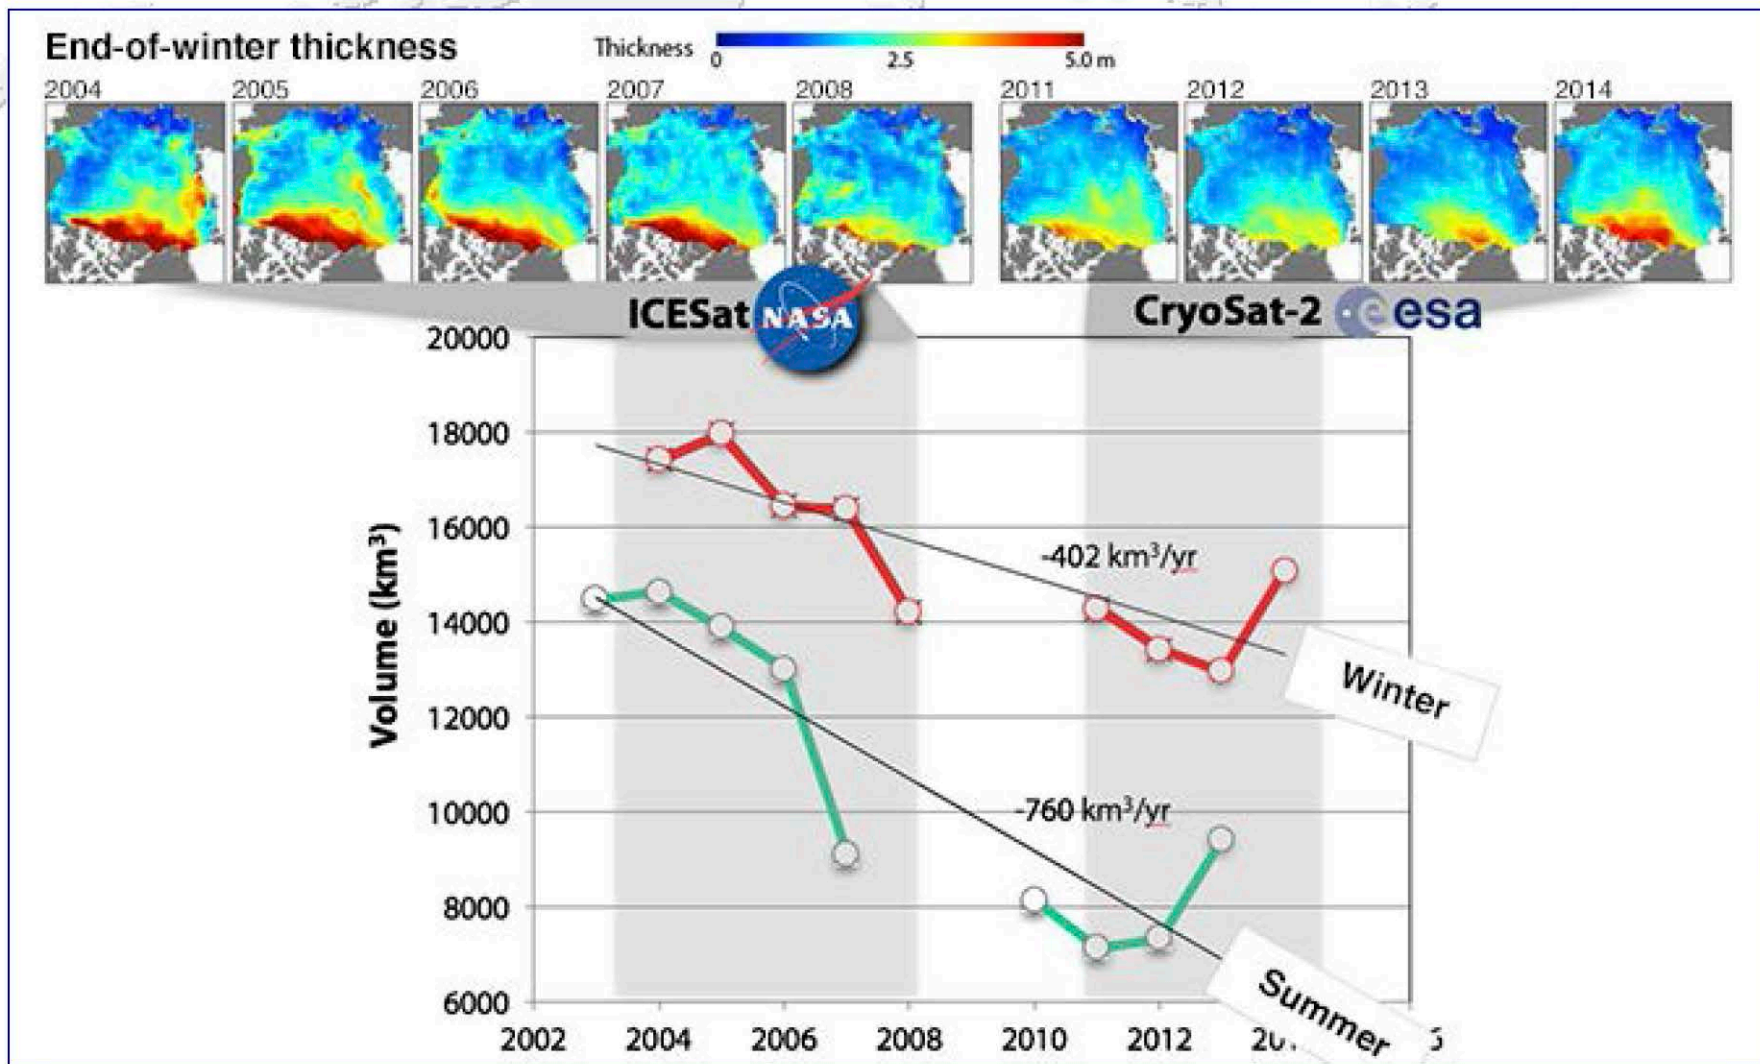 End-of-winter thickness
Thickness
0 2.5 5.0 m
2004 2005 2006 2007 2008 2011 2012 2013 2014
ICESat NASA CryoSat-2 esa
20000
18000
16000
14000
12000
10000
8000
6000
Volume (km³)
-402 km³/yr
Winter
-760 km³/yr
Summer
2002 2004 2006 2008 2010 2012